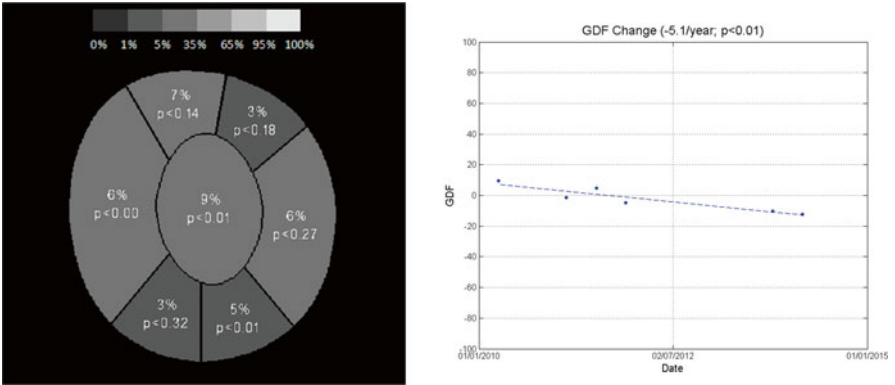 0% 1% 5% 35% 65% 95% 100%
7%
p<0.14
3%
p<0.18
6%
p<0.00
9%
p<0.01
6%
p<0.27
3%
p<0.32
5%
p<0.01
GDF Change (-5.1/year; p<0.01)
100
80
60
40
20
0
-20
-40
-60
-80
-100
GDF
01/01/2010 02/07/2012 01/01/2015
Date